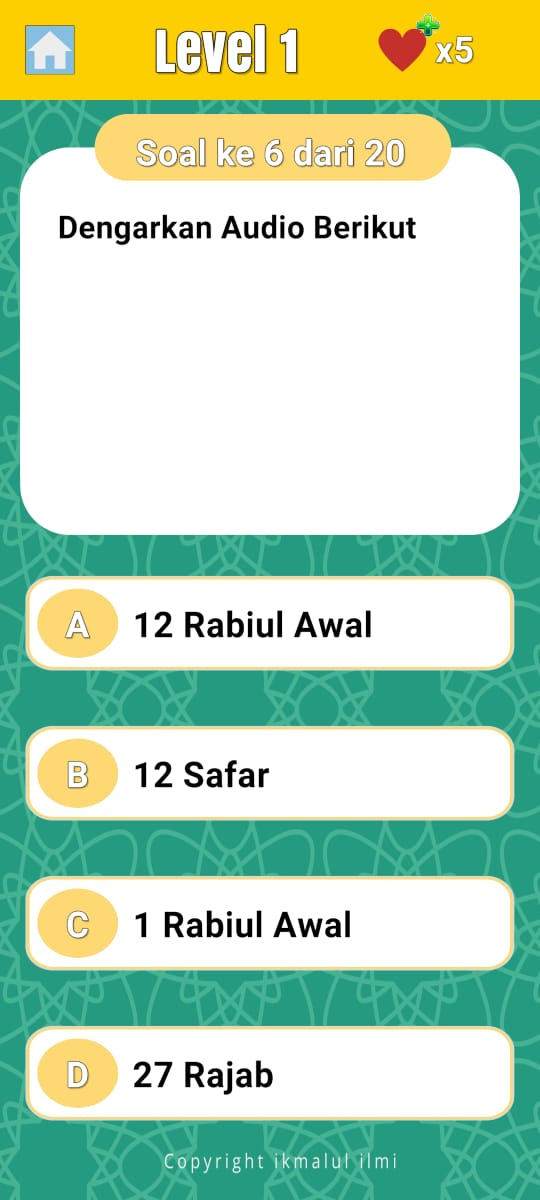 Level 1
x5
Soal ke 6 dari 20
Dengarkan Audio Berikut
A 12 Rabiul Awal
B 12 Safar
C 1 Rabiul Awal
D 27 Rajab
Copyright ikmalul ilmi